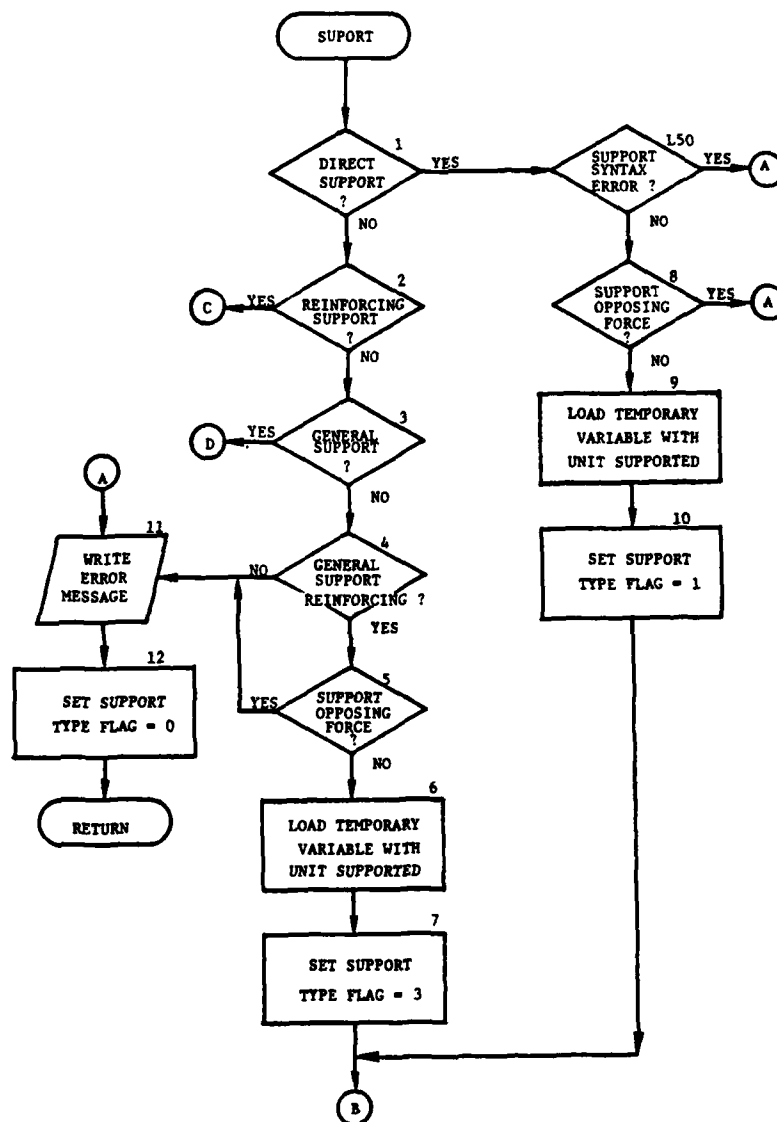 SUPORT
1
DIRECT
SUPPORT
?
YES
NO
L50
SUPPORT
SYNTAX
ERROR ?
YES
A
NO
2
REINFORCING
SUPPORT
?
YES
C
NO
8
SUPPORT
OPPOSING
FORCE
?
YES
A
NO
3
GENERAL
SUPPORT
?
YES
D
NO
9
LOAD TEMPORARY
VARIABLE WITH
UNIT SUPPORTED
A
11
WRITE
ERROR
MESSAGE
4
GENERAL
SUPPORT
REINFORCING ?
NO
YES
10
SET SUPPORT
TYPE FLAG = 1
12
SET SUPPORT
TYPE FLAG = 0
5
SUPPORT
OPPOSING
FORCE
?
YES
NO
RETURN
6
LOAD TEMPORARY
VARIABLE WITH
UNIT SUPPORTED
7
SET SUPPORT
TYPE FLAG = 3
B